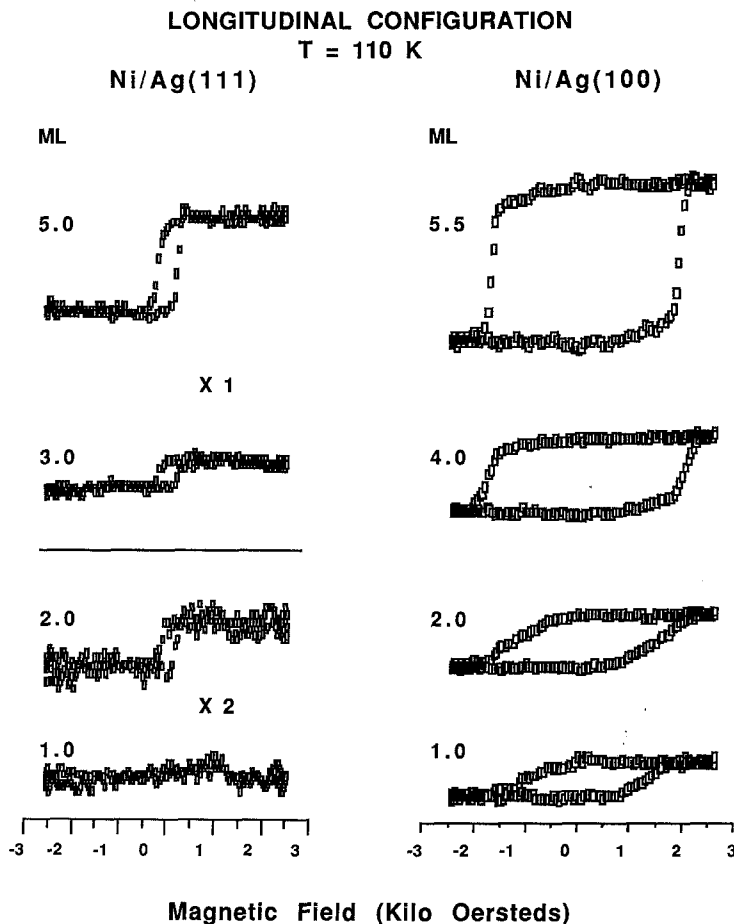 LONGITUDINAL CONFIGURATION
T = 110 K
Ni/Ag(111)
ML
5.0
X 1
3.0
2.0
X 2
1.0
-3 -2 -1 0 1 2 3
Ni/Ag(100)
ML
5.5
4.0
2.0
1.0
-3 -2 -1 0 1 2 3
Magnetic Field (Kilo Oersteds)